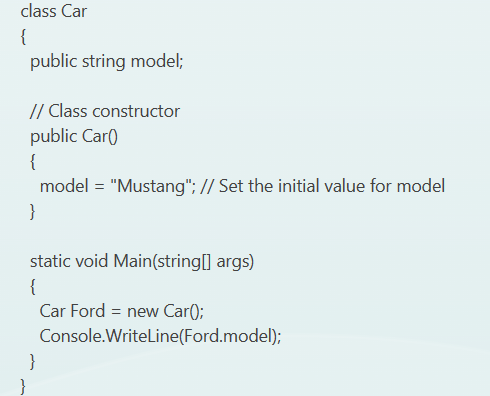 class Car
{
public string model;
// Class constructor
public Car()
{
model = "Mustang"; // Set the initial value for model
}
static void Main(string[] args)
{
Car Ford = new Car();
Console.WriteLine(Ford.model);
}
}